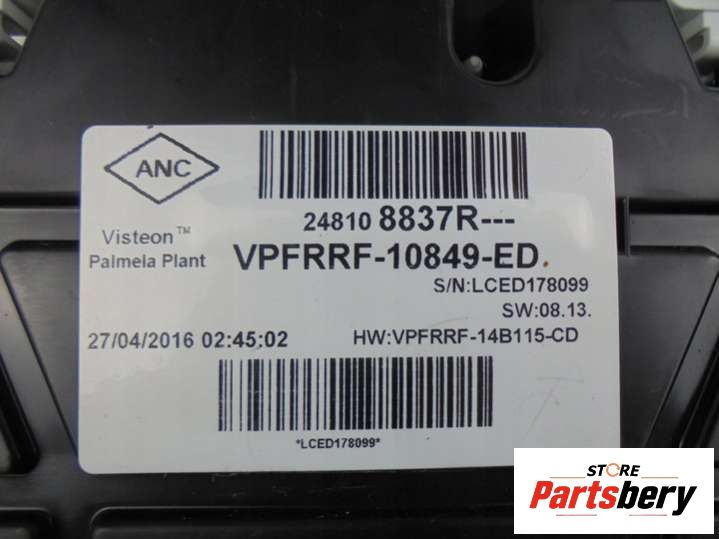 ANC
24810 8837R---
Visteon™
Palmela Plant
VPFRRF-10849-ED.
S/N:LCED178099
SW:08.13.
27/04/2016 02:45:02
HW:VPFRRF-14B115-CD
*LCED178099*
STORE
Partsbery